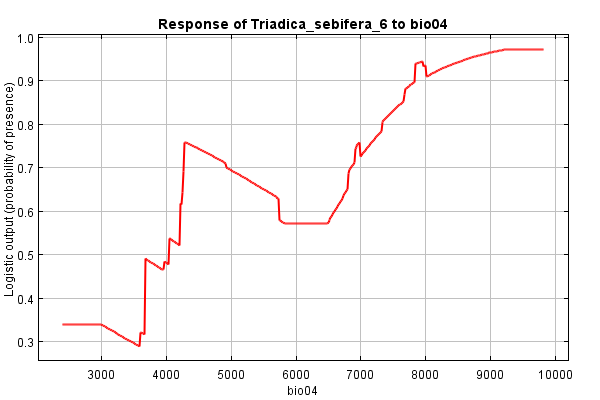 Response of Triadica_sebifera_6 to bio04
Logistic output (probability of presence)
1.0
0.9
0.8
0.7
0.6
0.5
0.4
0.3
3000 4000 5000 6000 7000 8000 9000 10000
bio04